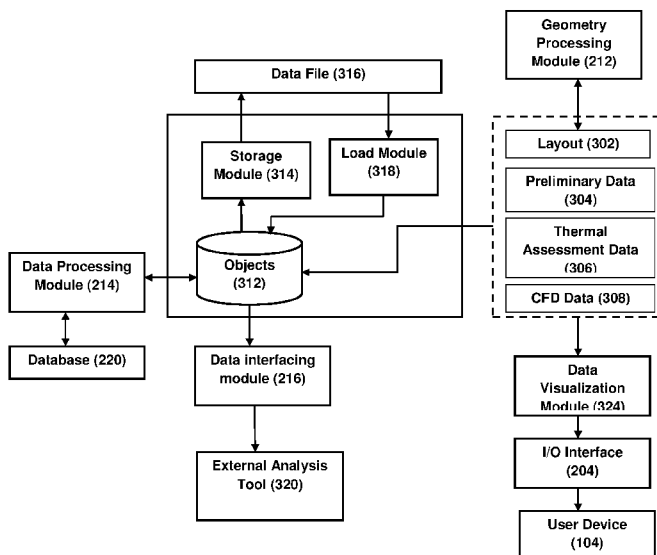 Geometry
Processing
Module (212)
Data File (316)
Storage
Module (314)
Load Module
(318)
Layout (302)
Preliminary Data
(304)
Thermal
Assessment Data
(306)
CFD Data (308)
Objects
(312)
Data Processing
Module (214)
Database (220)
Data interfacing
module (216)
External Analysis
Tool (320)
Data
Visualization
Module (324)
I/O Interface
(204)
User Device
(104)